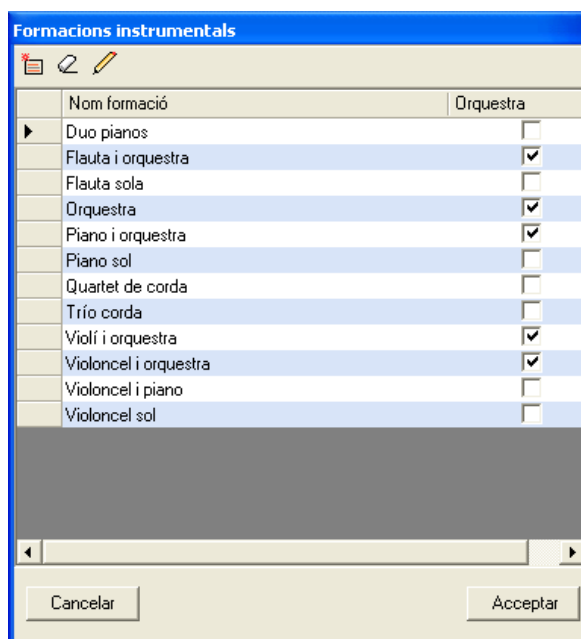 Formacions instrumentals
Nom formació Orquestra
Duo pianos
Flauta i orquestra
Flauta sola
Orquestra
Piano i orquestra
Piano sol
Quartet de corda
Trío corda
Violí i orquestra
Violoncel i orquestra
Violoncel i piano
Violoncel sol
Cancelar Acceptar